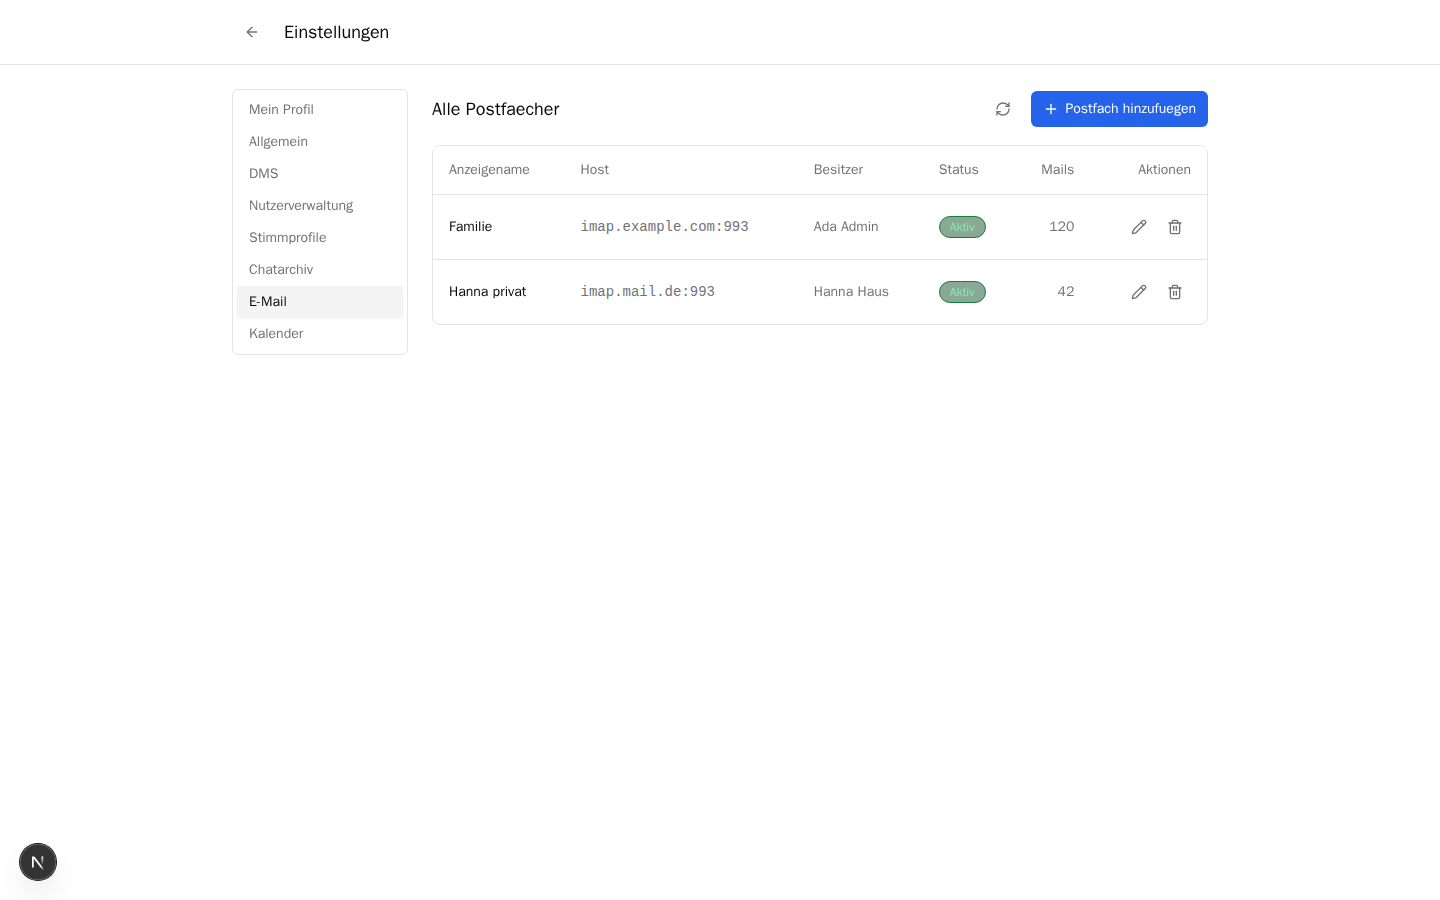 Einstellungen
Mein Profil
Allgemein
DMS
Nutzerverwaltung
Stimmprofile
Chatarchiv
E-Mail
Kalender
Alle Postfaecher
Postfach hinzufuegen
Anzeigename Host Besitzer Status Mails Aktionen
Familie imap.example.com:993 Ada Admin Aktiv 120
Hanna privat imap.mail.de:993 Hanna Haus Aktiv 42
N